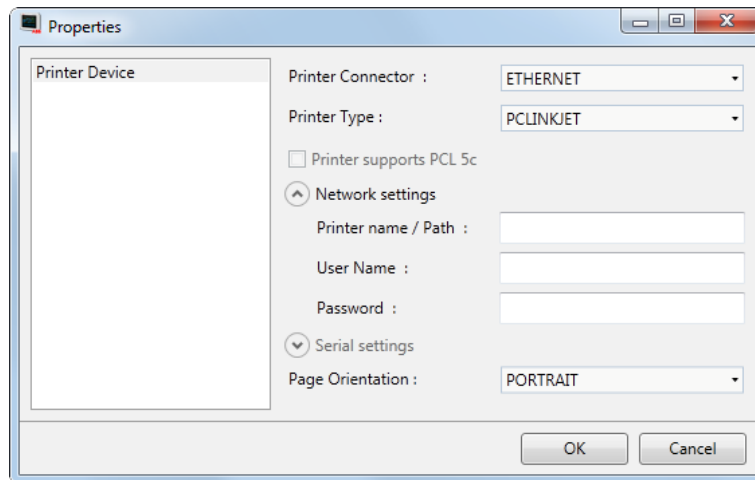 Properties
Printer Device
Printer Connector :
ETHERNET
Printer Type :
PCLINKJET
Printer supports PCL 5c
Network settings
Printer name / Path :
User Name :
Password :
Serial settings
Page Orientation :
PORTRAIT
OK
Cancel